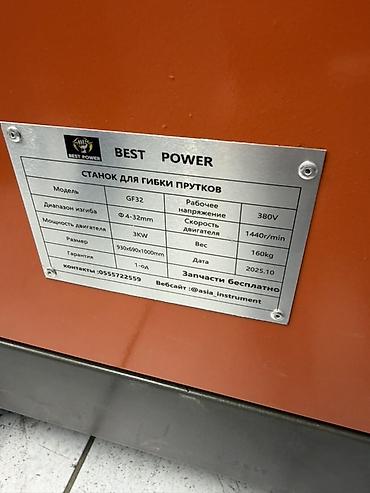 BEST POWER
BEST POWER
СТАНОК ДЛЯ ГИБКИ ПРУТКОВ
Модель GF32 Рабочее напряжение 380V
Диапазон изгиба Φ4-32mm Скорость двигателя 1440r/min
Мощность двигателя 3KW Вес 160kg
Размер 930x690x1000mm Дата 2025.10
Гарантия 1-од Запчасти бесплатно
контакты :0555722559 Вебсайт :@asia_instrument